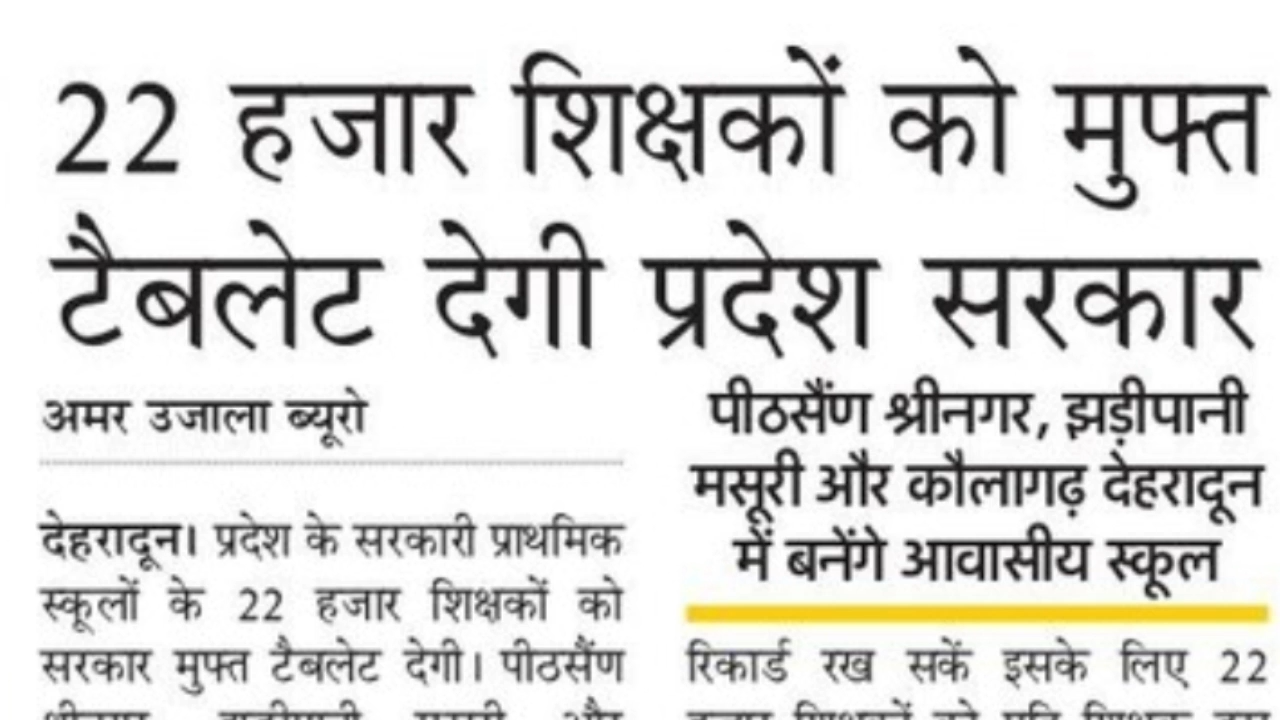 22 हजार शिक्षकों को मुफ्त
टैबलेट देगी प्रदेश सरकार
अमर उजाला ब्यूरो
देहरादून। प्रदेश के सरकारी प्राथमिक
स्कूलों के 22 हजार शिक्षकों को
सरकार मुफ्त टैबलेट देगी। पीठसैंण
पीठसैंण श्रीनगर, झड़ीपानी
मसूरी और कौलागढ़ देहरादून
में बनेंगे आवासीय स्कूल
रिकार्ड रख सकें इसके लिए 22